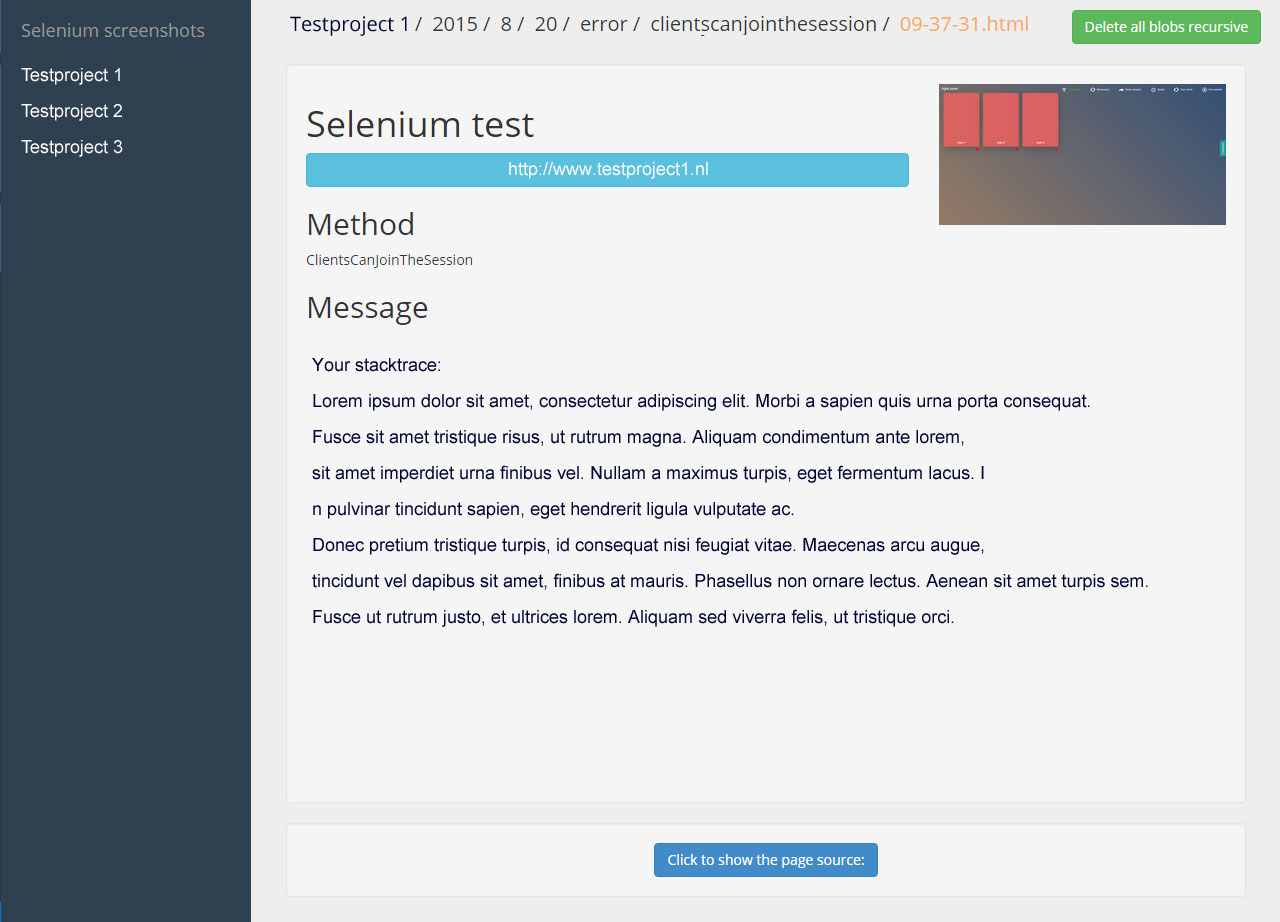 Selenium screenshots
Testproject 1
Testproject 2
Testproject 3
Testproject 1 / 2015 / 8 / 20 / error / clientscanjointhesession / 09-37-31.html
Delete all blobs recursive
Selenium test
http://www.testproject1.nl
Method
ClientsCanJoinTheSession
Message
Your stacktrace:
Lorem ipsum dolor sit amet, consectetur adipiscing elit. Morbi a sapien quis urna porta consequat.
Fusce sit amet tristique risus, ut rutrum magna. Aliquam condimentum ante lorem,
sit amet imperdiet urna finibus vel. Nullam a maximus turpis, eget fermentum lacus. I
n pulvinar tincidunt sapien, eget hendrerit ligula vulputate ac.
Donec pretium tristique turpis, id consequat nisi feugiat vitae. Maecenas arcu augue,
tincidunt vel dapibus sit amet, finibus at mauris. Phasellus non ornare lectus. Aenean sit amet turpis sem.
Fusce ut rutrum justo, et ultrices lorem. Aliquam sed viverra felis, ut tristique orci.
Click to show the page source: